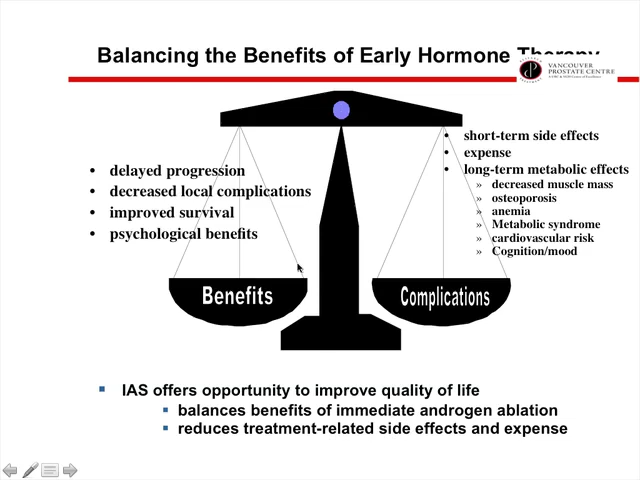 Balancing the Benefits of Early Hormone Therapy
VANCOUVER
PROSTATE CENTRE
• delayed progression
• decreased local complications
• improved survival
• psychological benefits
• short-term side effects
• expense
• long-term metabolic effects
» decreased muscle mass
» osteoporosis
» anemia
» Metabolic syndrome
» cardiovascular risk
» Cognition/mood
Benefits
Complications
▪ IAS offers opportunity to improve quality of life
▪ balances benefits of immediate androgen ablation
▪ reduces treatment-related side effects and expense